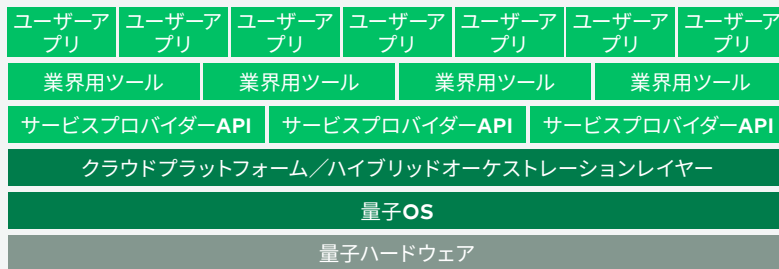 ユーザーア ユーザーア ユーザーア ユーザーア ユーザーア ユーザーア ユーザーア
プリ プリ プリ プリ プリ プリ プリ
業界用ツール 業界用ツール 業界用ツール 業界用ツール
サービスプロバイダーAPI サービスプロバイダーAPI サービスプロバイダーAPI
クラウドプラットフォーム／ハイブリッドオーケストレーションレイヤー
量子OS
量子ハードウェア